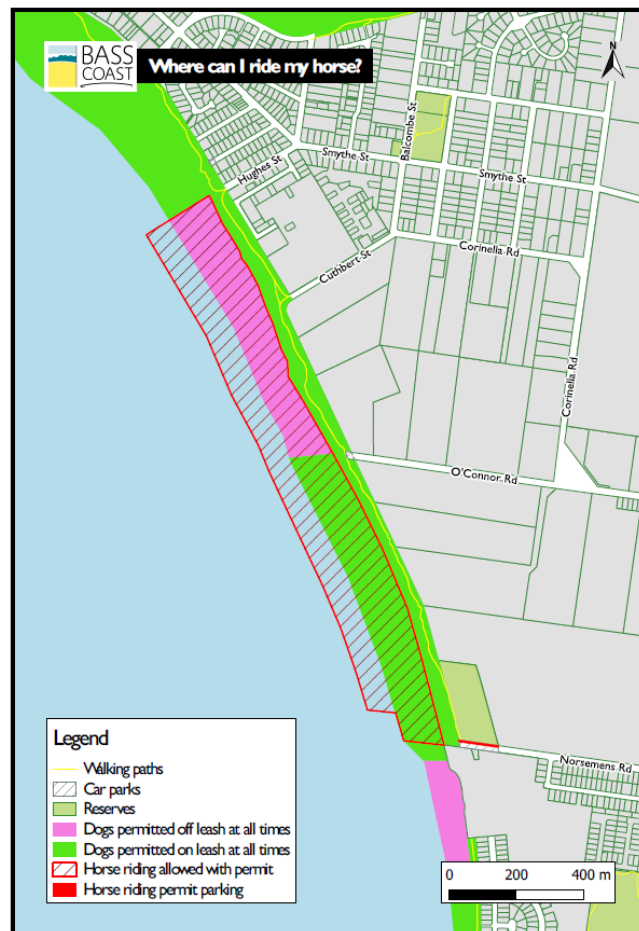 BASS
COAST
Where can I ride my horse?
N
Balcombe St
Hughes St
Smythe St
Smythe St
Cuthbert St
Corinella Rd
Corinella Rd
O'Connor Rd
Norsemens Rd
Legend
Walking paths
Car parks
Reserves
Dogs permitted off leash at all times
Dogs permitted on leash at all times
Horse riding allowed with permit
Horse riding permit parking
0 200 400 m